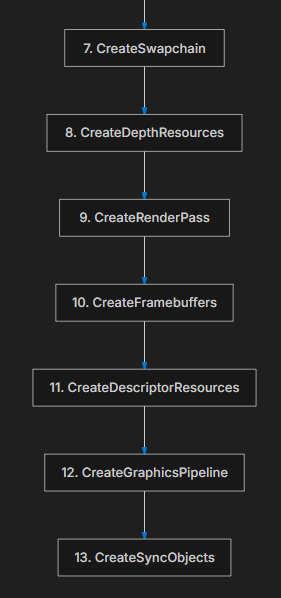 7. CreateSwapchain
8. CreateDepthResources
9. CreateRenderPass
10. CreateFramebuffers
11. CreateDescriptorResources
12. CreateGraphicsPipeline
13. CreateSyncObjects